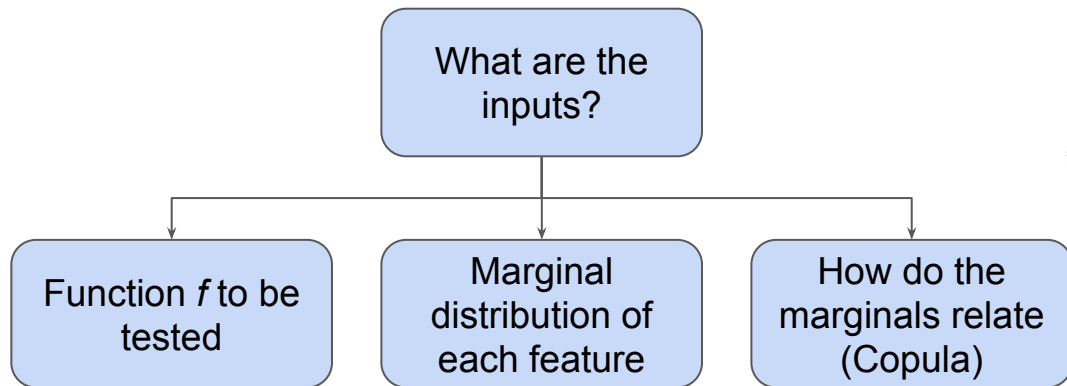 What are the
inputs?
Function f to be
tested
Marginal
distribution of
each feature
How do the
marginals relate
(Copula)